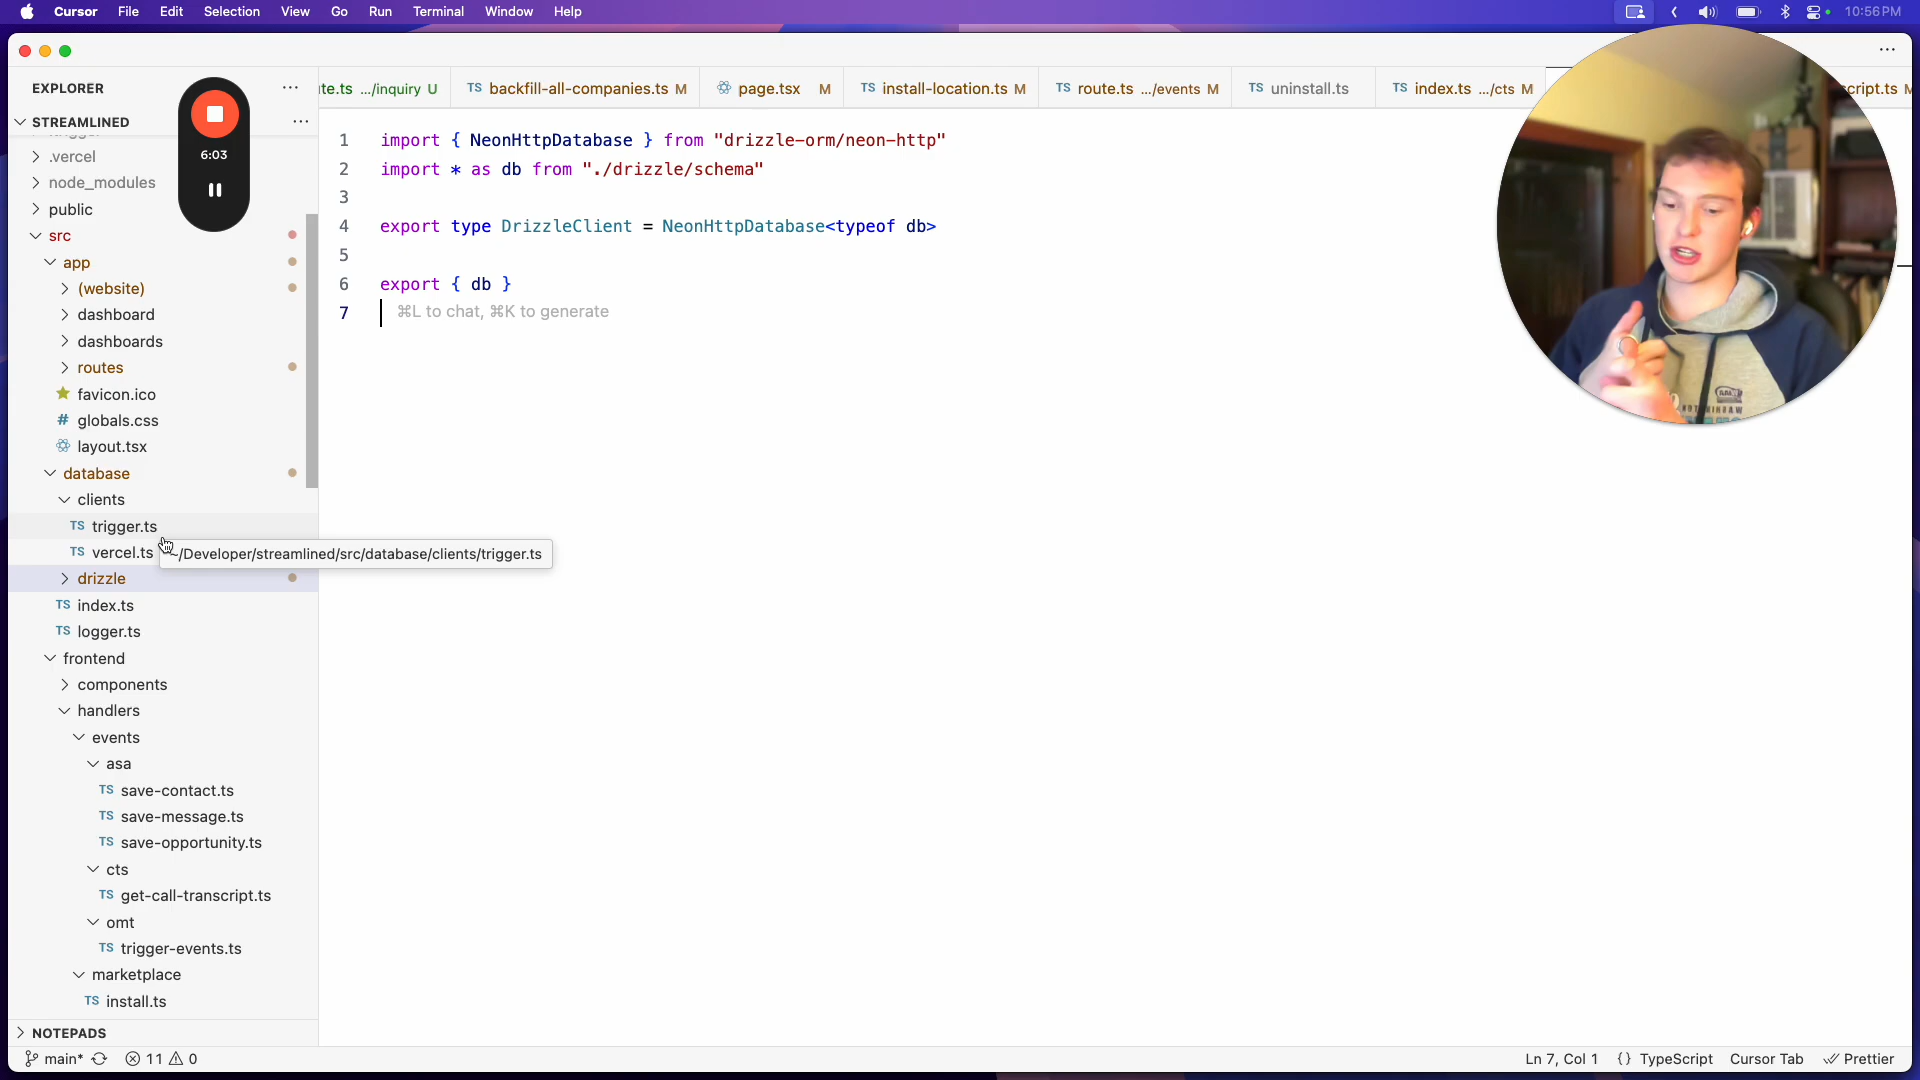 Cursor File Edit Selection View Go Run Terminal Window Help 10:56 PM
EXPLORER
te.ts .../inquiry U
TS backfill-all-companies.ts M
page.tsx M
TS install-location.ts M
TS route.ts .../events M
TS uninstall.ts
TS index.ts .../cts M
cript.ts M
STREAMLINED
6:03
.vercel
node_modules
public
src
app
(website)
dashboard
dashboards
routes
favicon.ico
# globals.css
layout.tsx
database
clients
TS trigger.ts
TS vercel.ts
~/Developer/streamlined/src/database/clients/trigger.ts
drizzle
TS index.ts
TS logger.ts
frontend
components
handlers
events
asa
TS save-contact.ts
TS save-message.ts
TS save-opportunity.ts
cts
TS get-call-transcript.ts
omt
TS trigger-events.ts
marketplace
TS install.ts
NOTEPADS
1 import { NeonHttpDatabase } from "drizzle-orm/neon-http"
2 import * as db from "./drizzle/schema"
3
4 export type DrizzleClient = NeonHttpDatabase<typeof db>
5
6 export { db }
7 ⌘L to chat, ⌘K to generate
main* 11 0
Ln 7, Col 1 {} TypeScript Cursor Tab Prettier